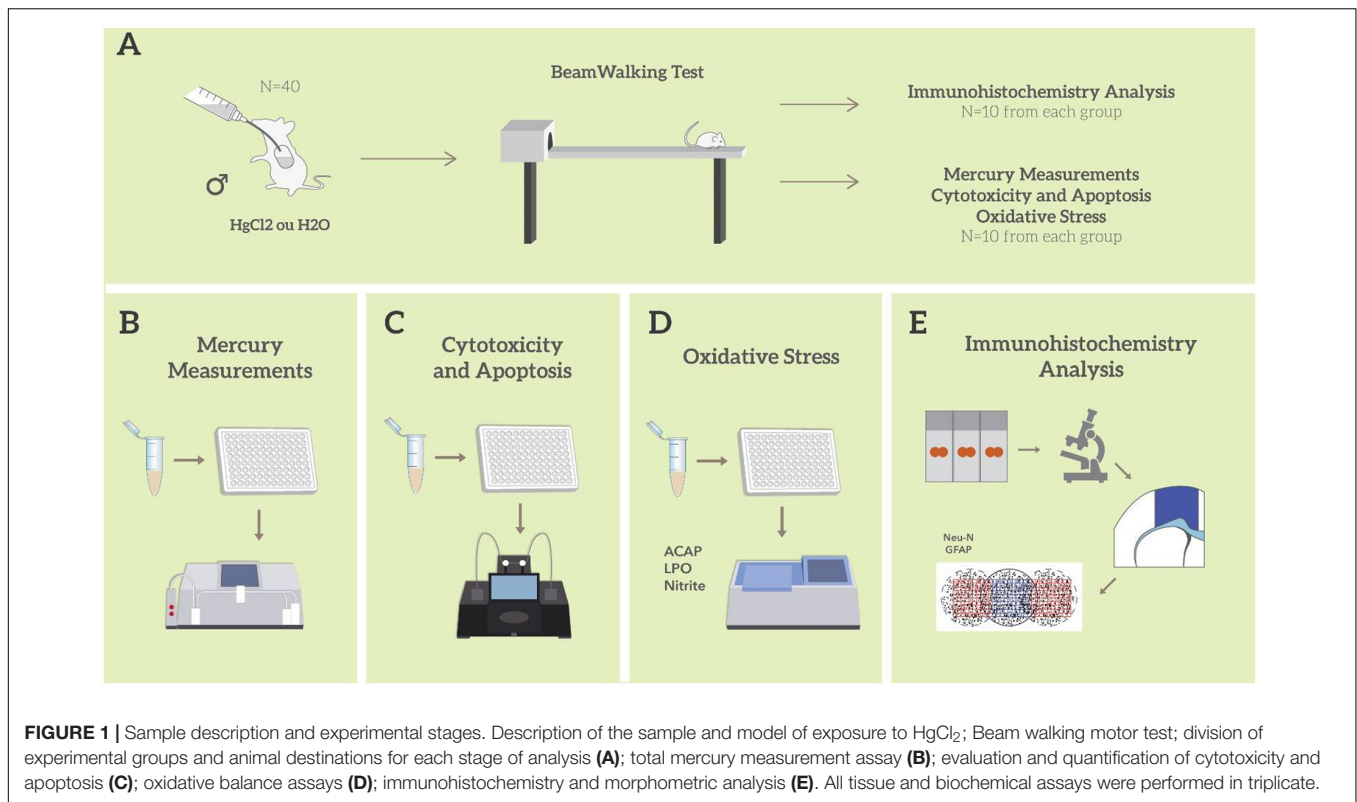 A
N=40
HgCl2 ou H2O
BeamWalking Test
Immunohistochemistry Analysis
N=10 from each group
Mercury Measurements
Cytotoxicity and Apoptosis
Oxidative Stress
N=10 from each group
B
Mercury
Measurements
C
Cytotoxicity
and Apoptosis
D
Oxidative Stress
ACAP
LPO
Nitrite
E
Immunohistochemistry
Analysis
Neu-N
GFAP
FIGURE 1 | Sample description and experimental stages. Description of the sample and model of exposure to HgCl₂; Beam walking motor test; division of
experimental groups and animal destinations for each stage of analysis (A); total mercury measurement assay (B); evaluation and quantification of cytotoxicity and
apoptosis (C); oxidative balance assays (D); immunohistochemistry and morphometric analysis (E). All tissue and biochemical assays were performed in triplicate.